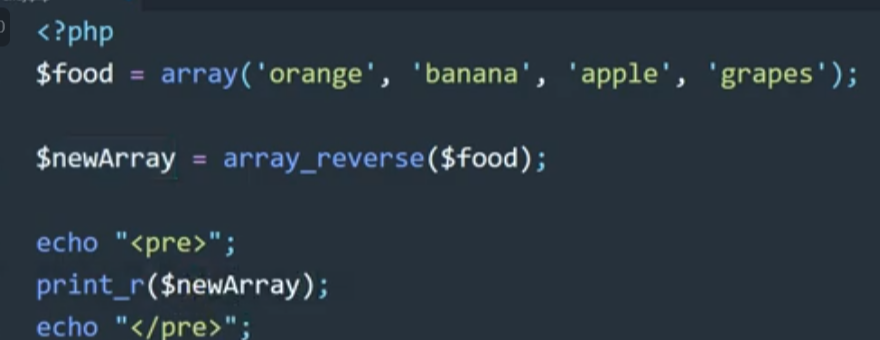 <?php
$food = array('orange', 'banana', 'apple', 'grapes');
$newArray = array_reverse($food);
echo "<pre>";
print_r($newArray);
echo "</pre>";